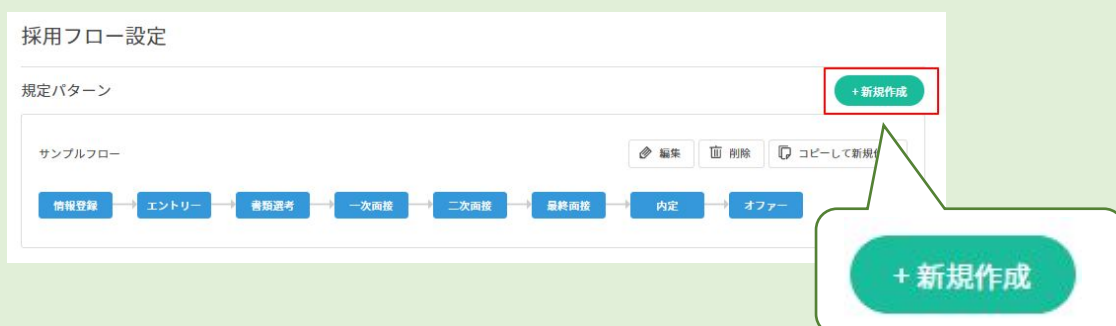 採用フロー設定
規定パターン
+新規作成
サンプルフロー
編集
削除
コピーして新規
情報登録
エントリー
書類選考
一次面接
二次面接
最終面接
内定
オファー
+ 新規作成